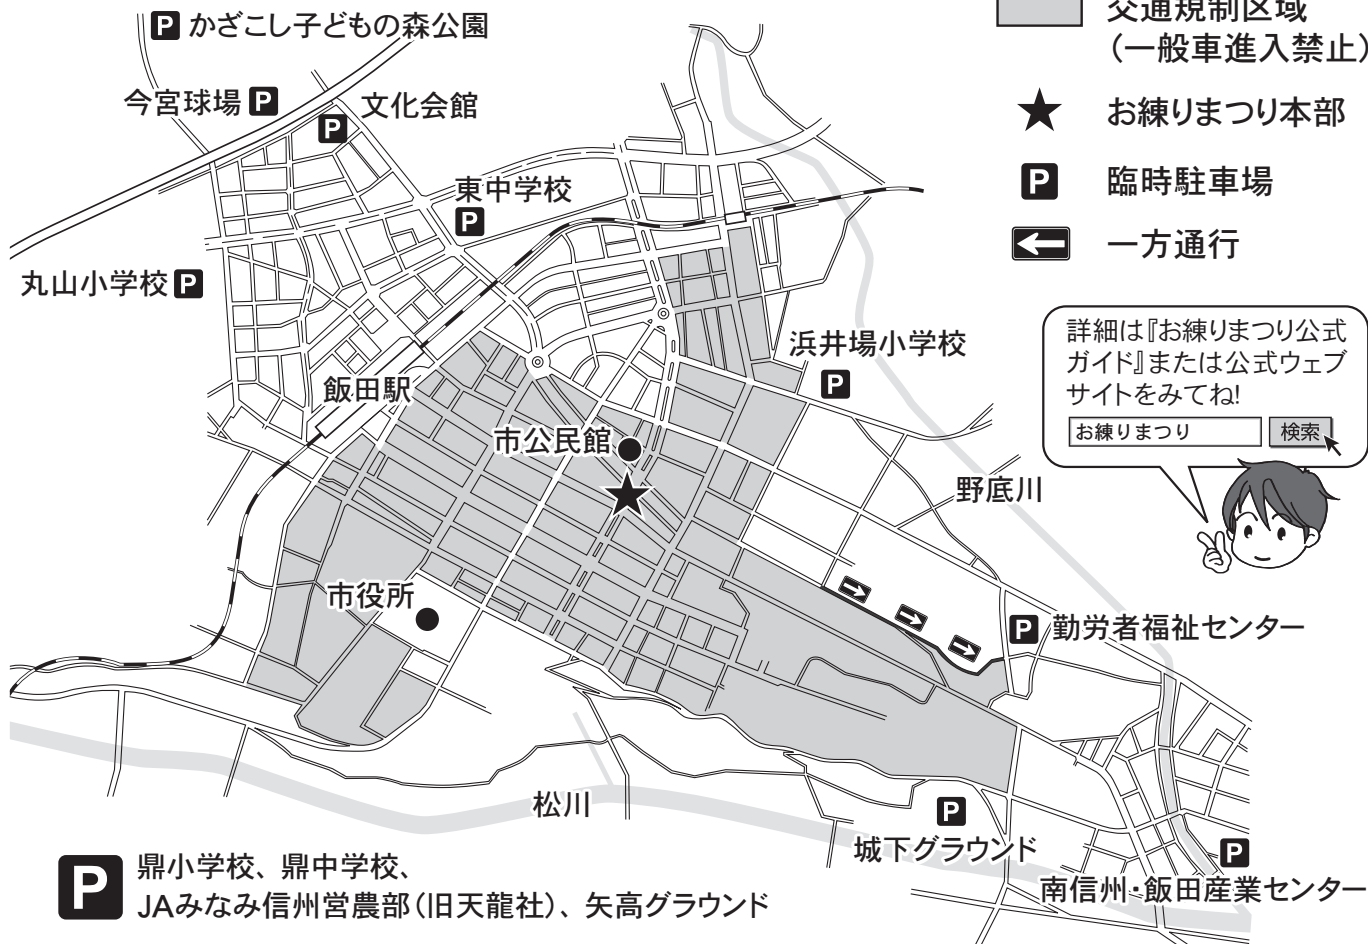 交通規制区域
(一般車進入禁止)
P かざこし子どもの森公園
今宮球場 P
文化会館
P
★ お練りまつり本部
P 臨時駐車場
東中学校
P
一方通行
丸山小学校 P
詳細は『お練りまつり公式
ガイド』または公式ウェブ
サイトをみてね!
お練りまつり 検索
浜井場小学校
P
飯田駅
市公民館
野底川
市役所
P 勤労者福祉センター
松川
P
城下グラウンド
P
南信州・飯田産業センター
P 鼎小学校、鼎中学校、
JAみなみ信州営農部(旧天龍社)、矢高グラウンド